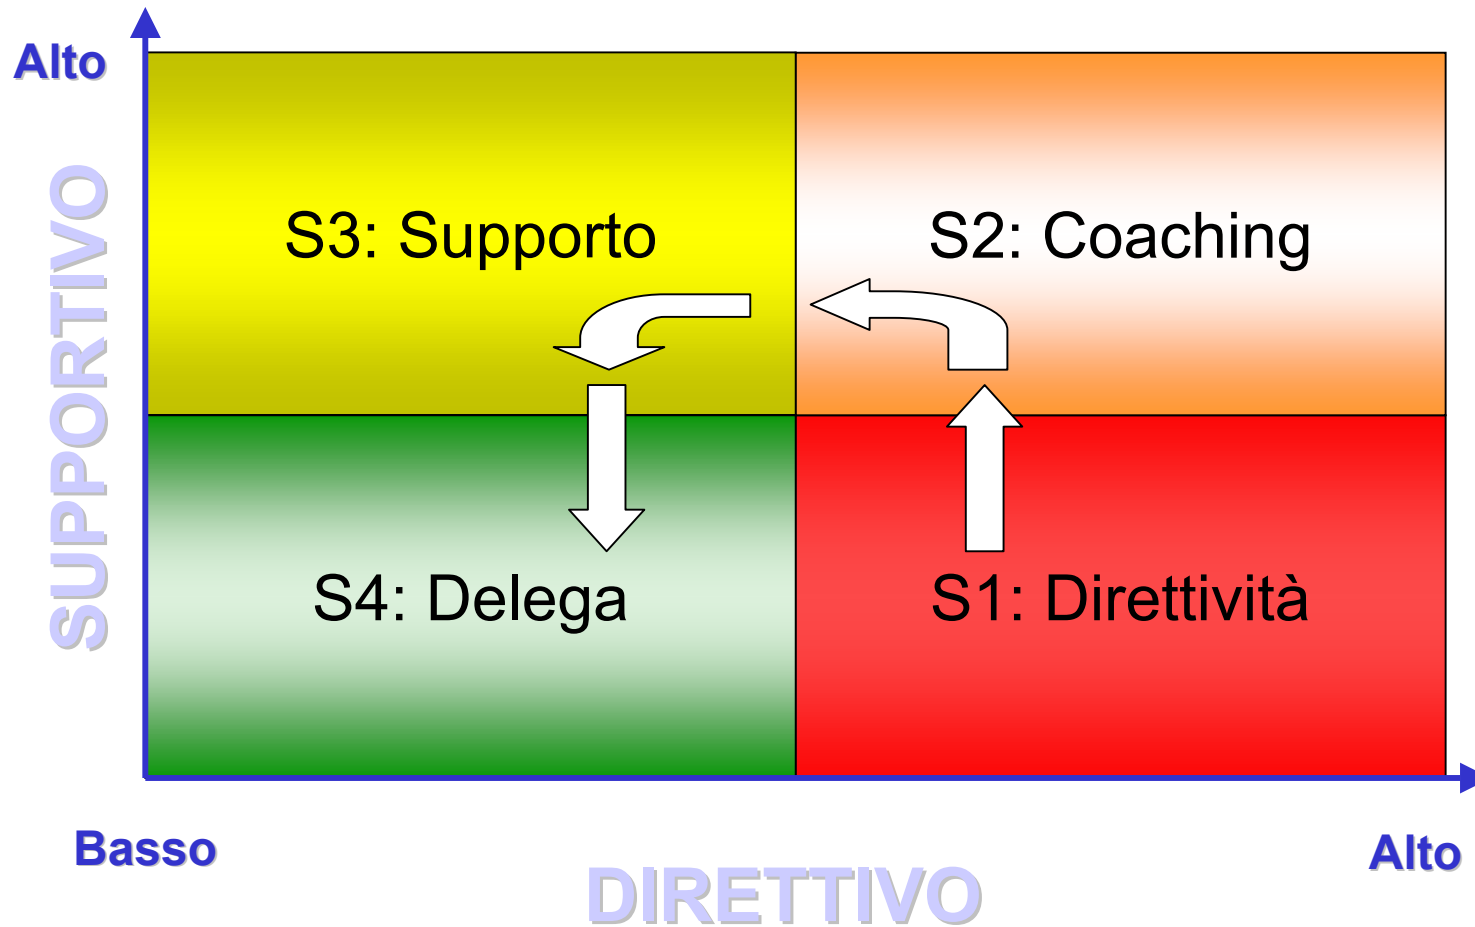 Alto
SUPPORTIVO
S3: Supporto
S2: Coaching
S4: Delega
S1: Direttività
Basso
Alto
DIRETTIVO